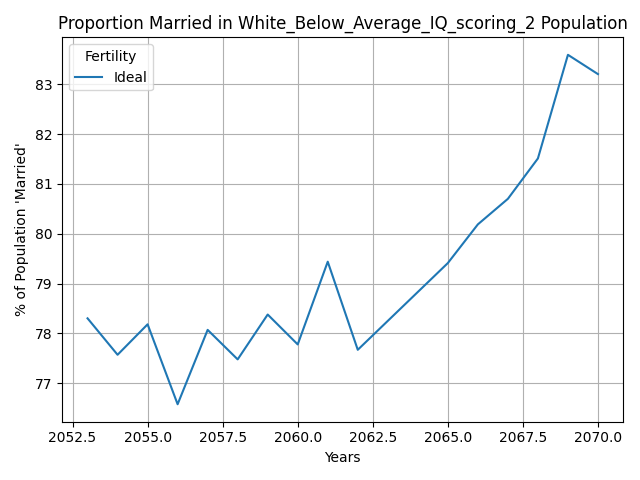 Proportion Married in White_Below_Average_IQ_scoring_2 Population
Fertility
Ideal
% of Population 'Married'
83
82
81
80
79
78
77
2052.5 2055.0 2057.5 2060.0 2062.5 2065.0 2067.5 2070.0
Years